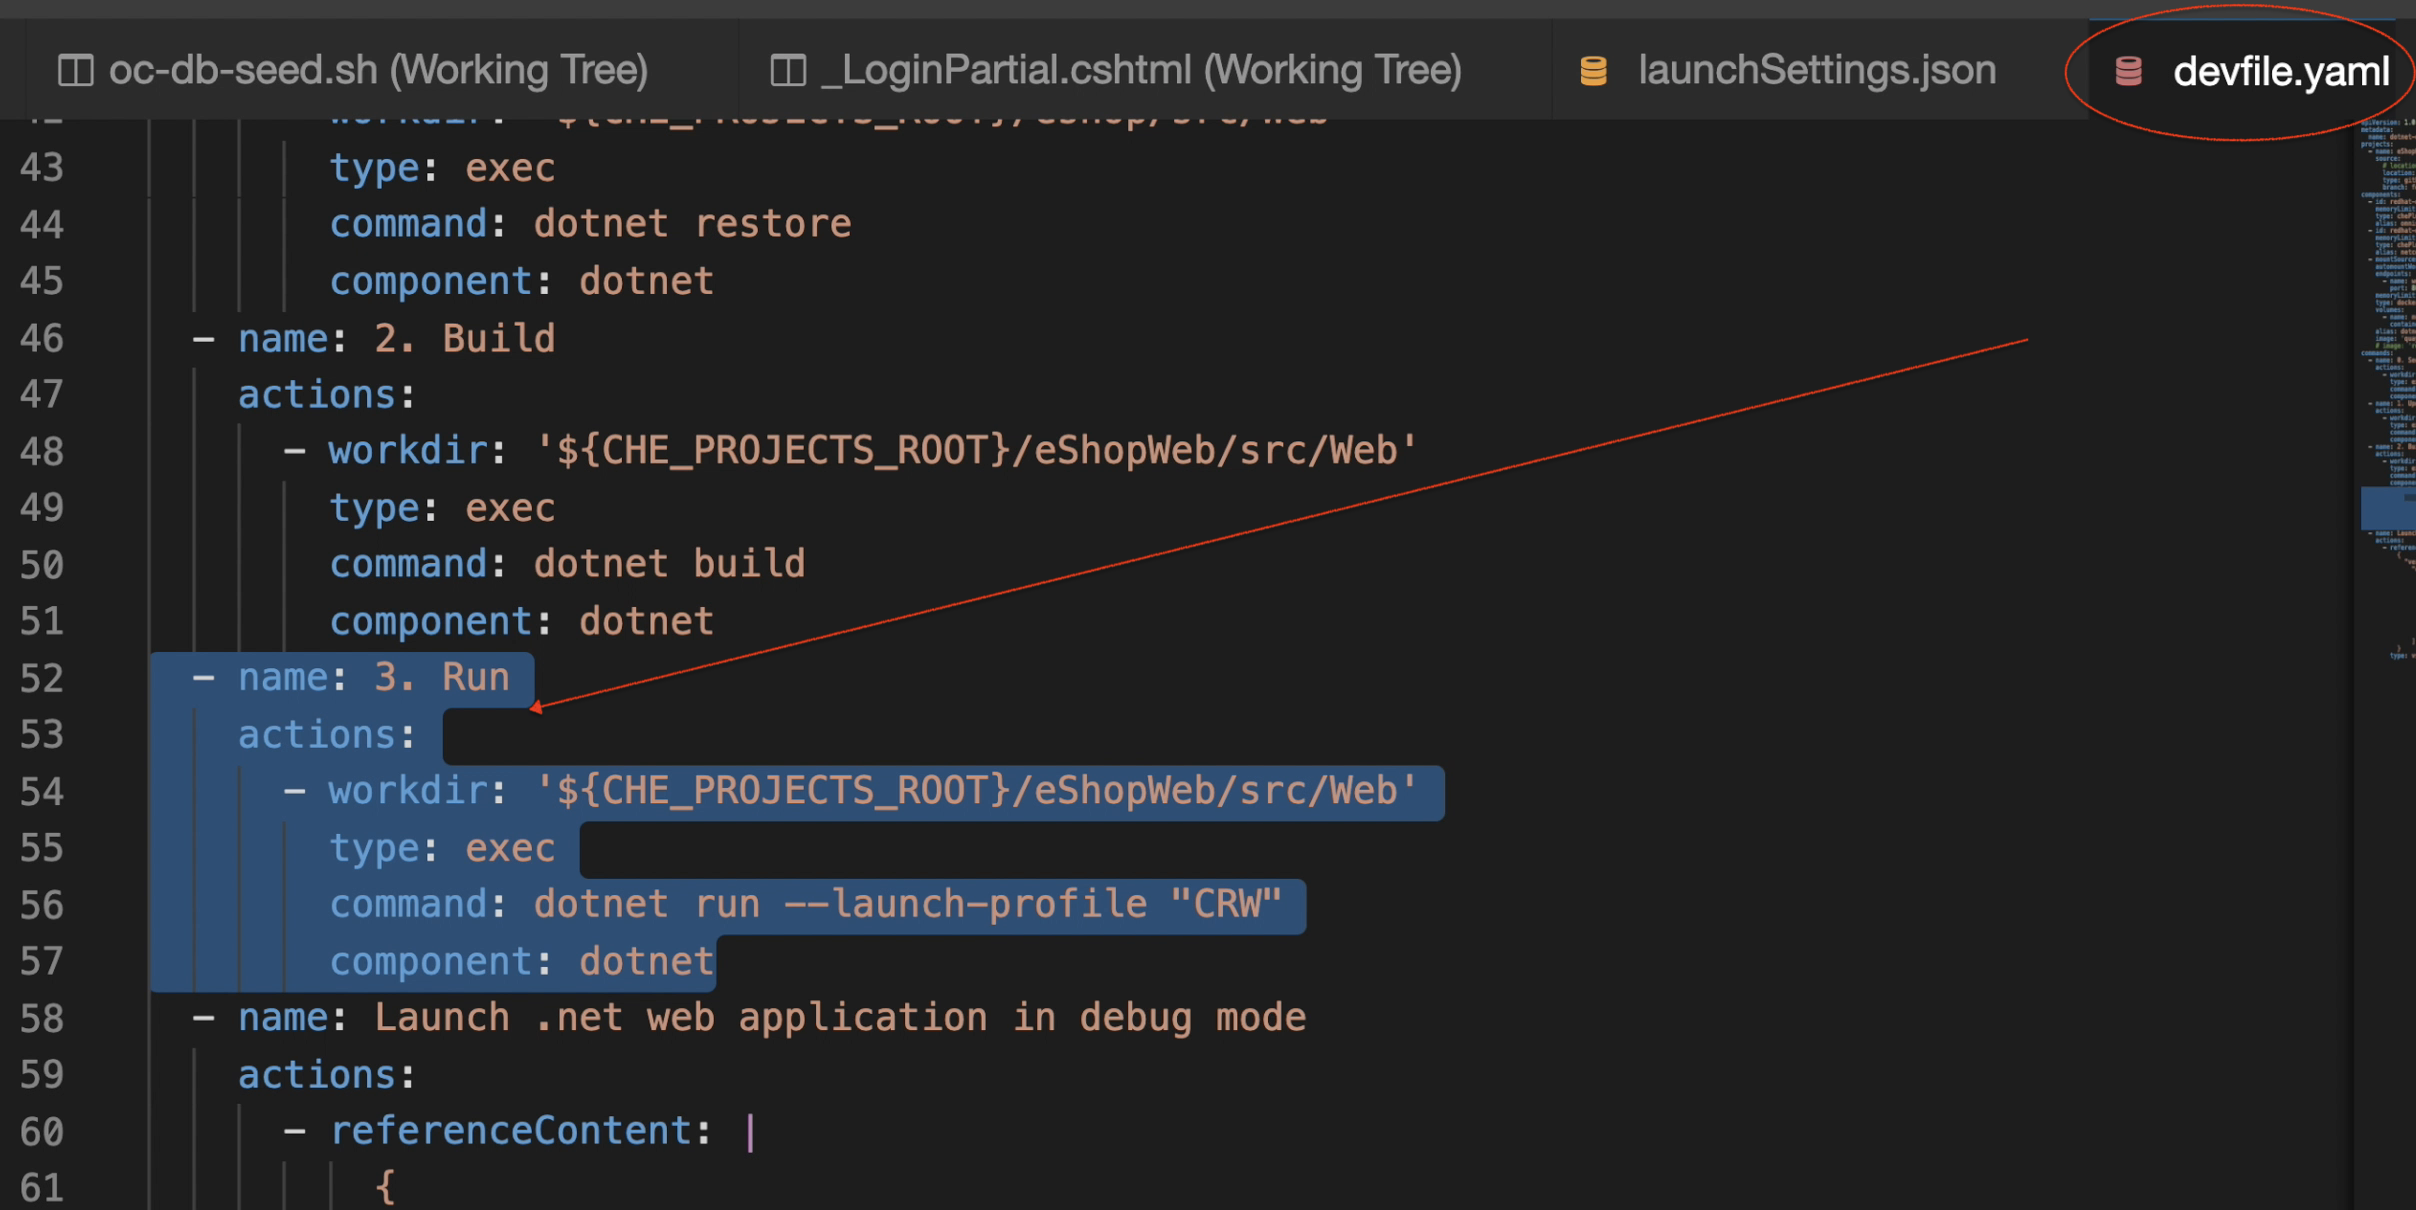 oc-db-seed.sh (Working Tree)
_LoginPartial.cshtml (Working Tree)
launchSettings.json
devfile.yaml
43 type: exec
44 command: dotnet restore
45 component: dotnet
46 - name: 2. Build
47 actions:
48 - workdir: '${CHE_PROJECTS_ROOT}/eShopWeb/src/Web'
49 type: exec
50 command: dotnet build
51 component: dotnet
52 - name: 3. Run
53 actions:
54 - workdir: '${CHE_PROJECTS_ROOT}/eShopWeb/src/Web'
55 type: exec
56 command: dotnet run --launch-profile "CRW"
57 component: dotnet
58 - name: Launch .net web application in debug mode
59 actions:
60 - referenceContent: |
61 {